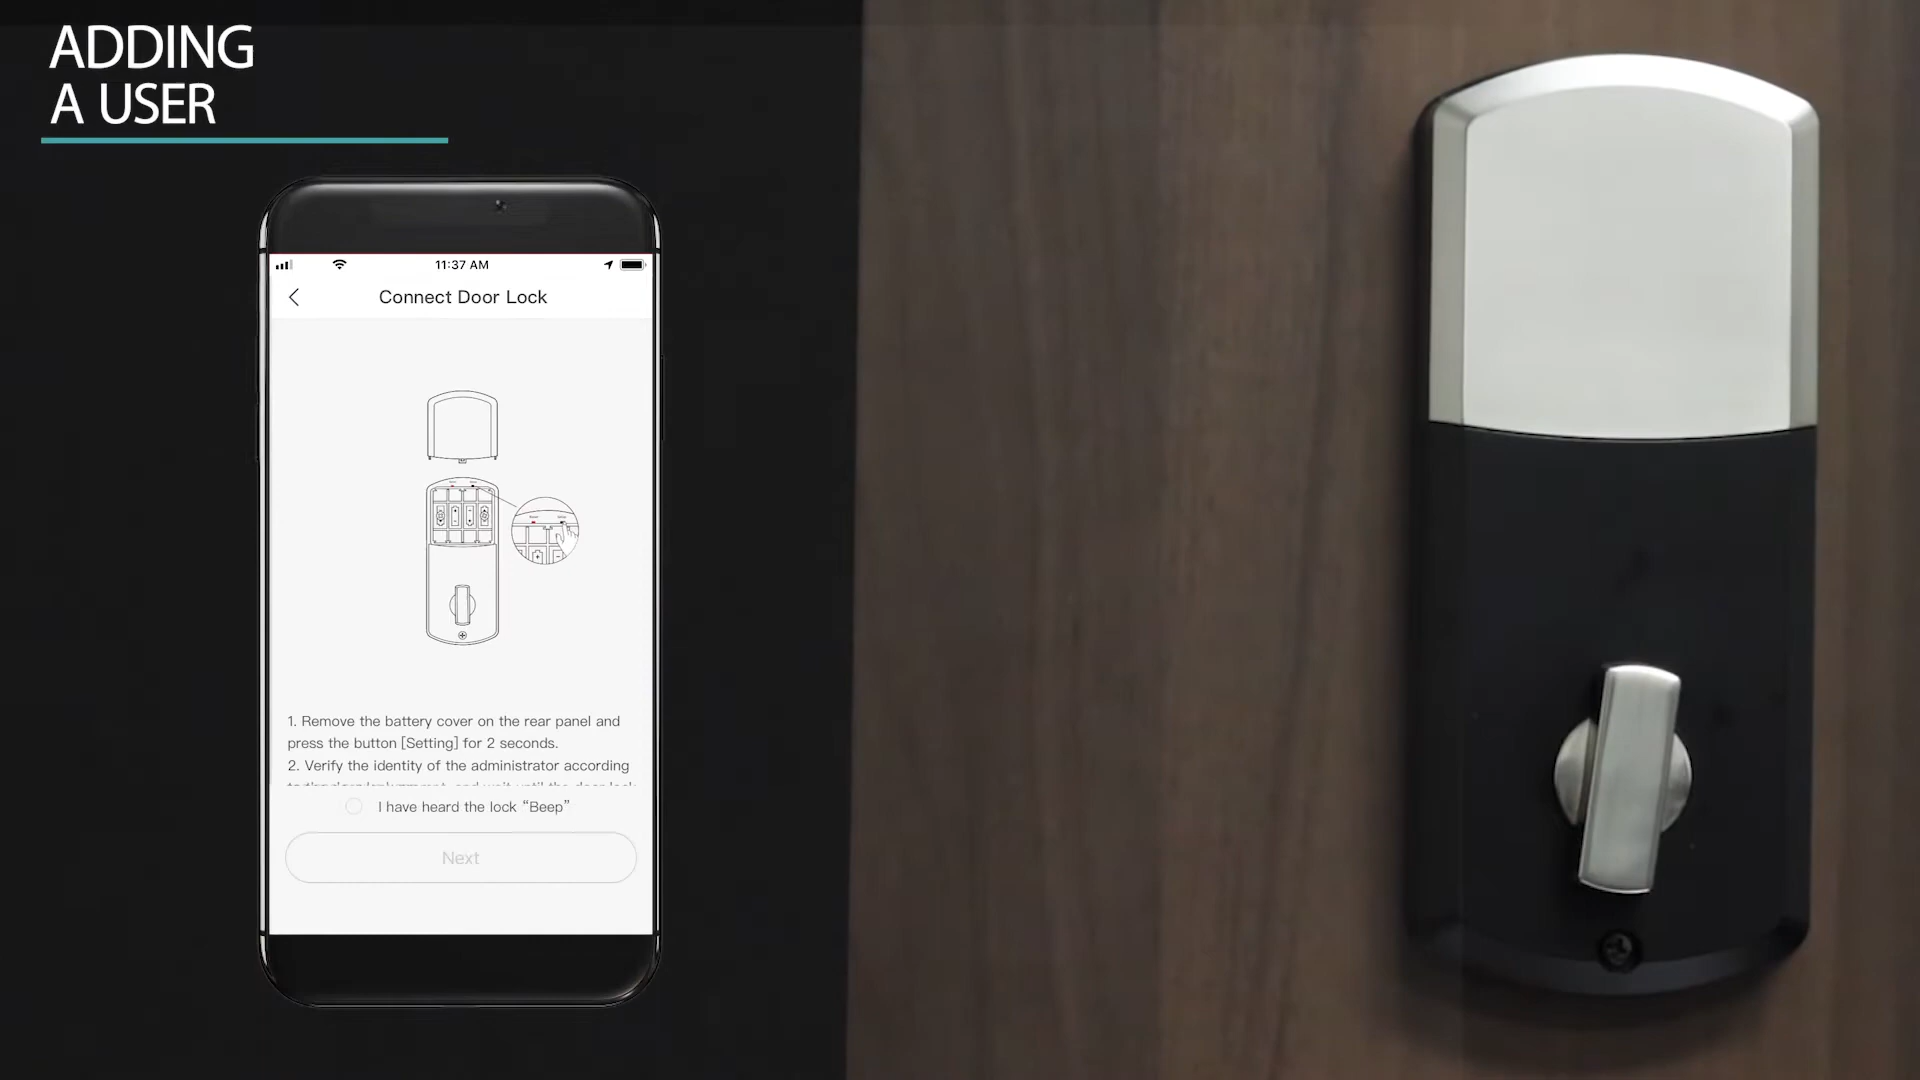 ADDING
A USER
11:37 AM
Connect Door Lock
1. Remove the battery cover on the rear panel and
press the button [Setting] for 2 seconds.
2. Verify the identity of the administrator according
I have heard the lock “Beep”
Next